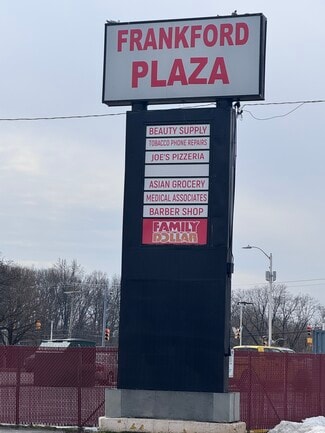 FRANKFORD
PLAZA
BEAUTY SUPPLY
TOBACCO PHONE REPAIRS
JOE'S PIZZERIA
ASIAN GROCERY
MEDICAL ASSOCIATES
BARBER SHOP
FAMILY
DOLLAR